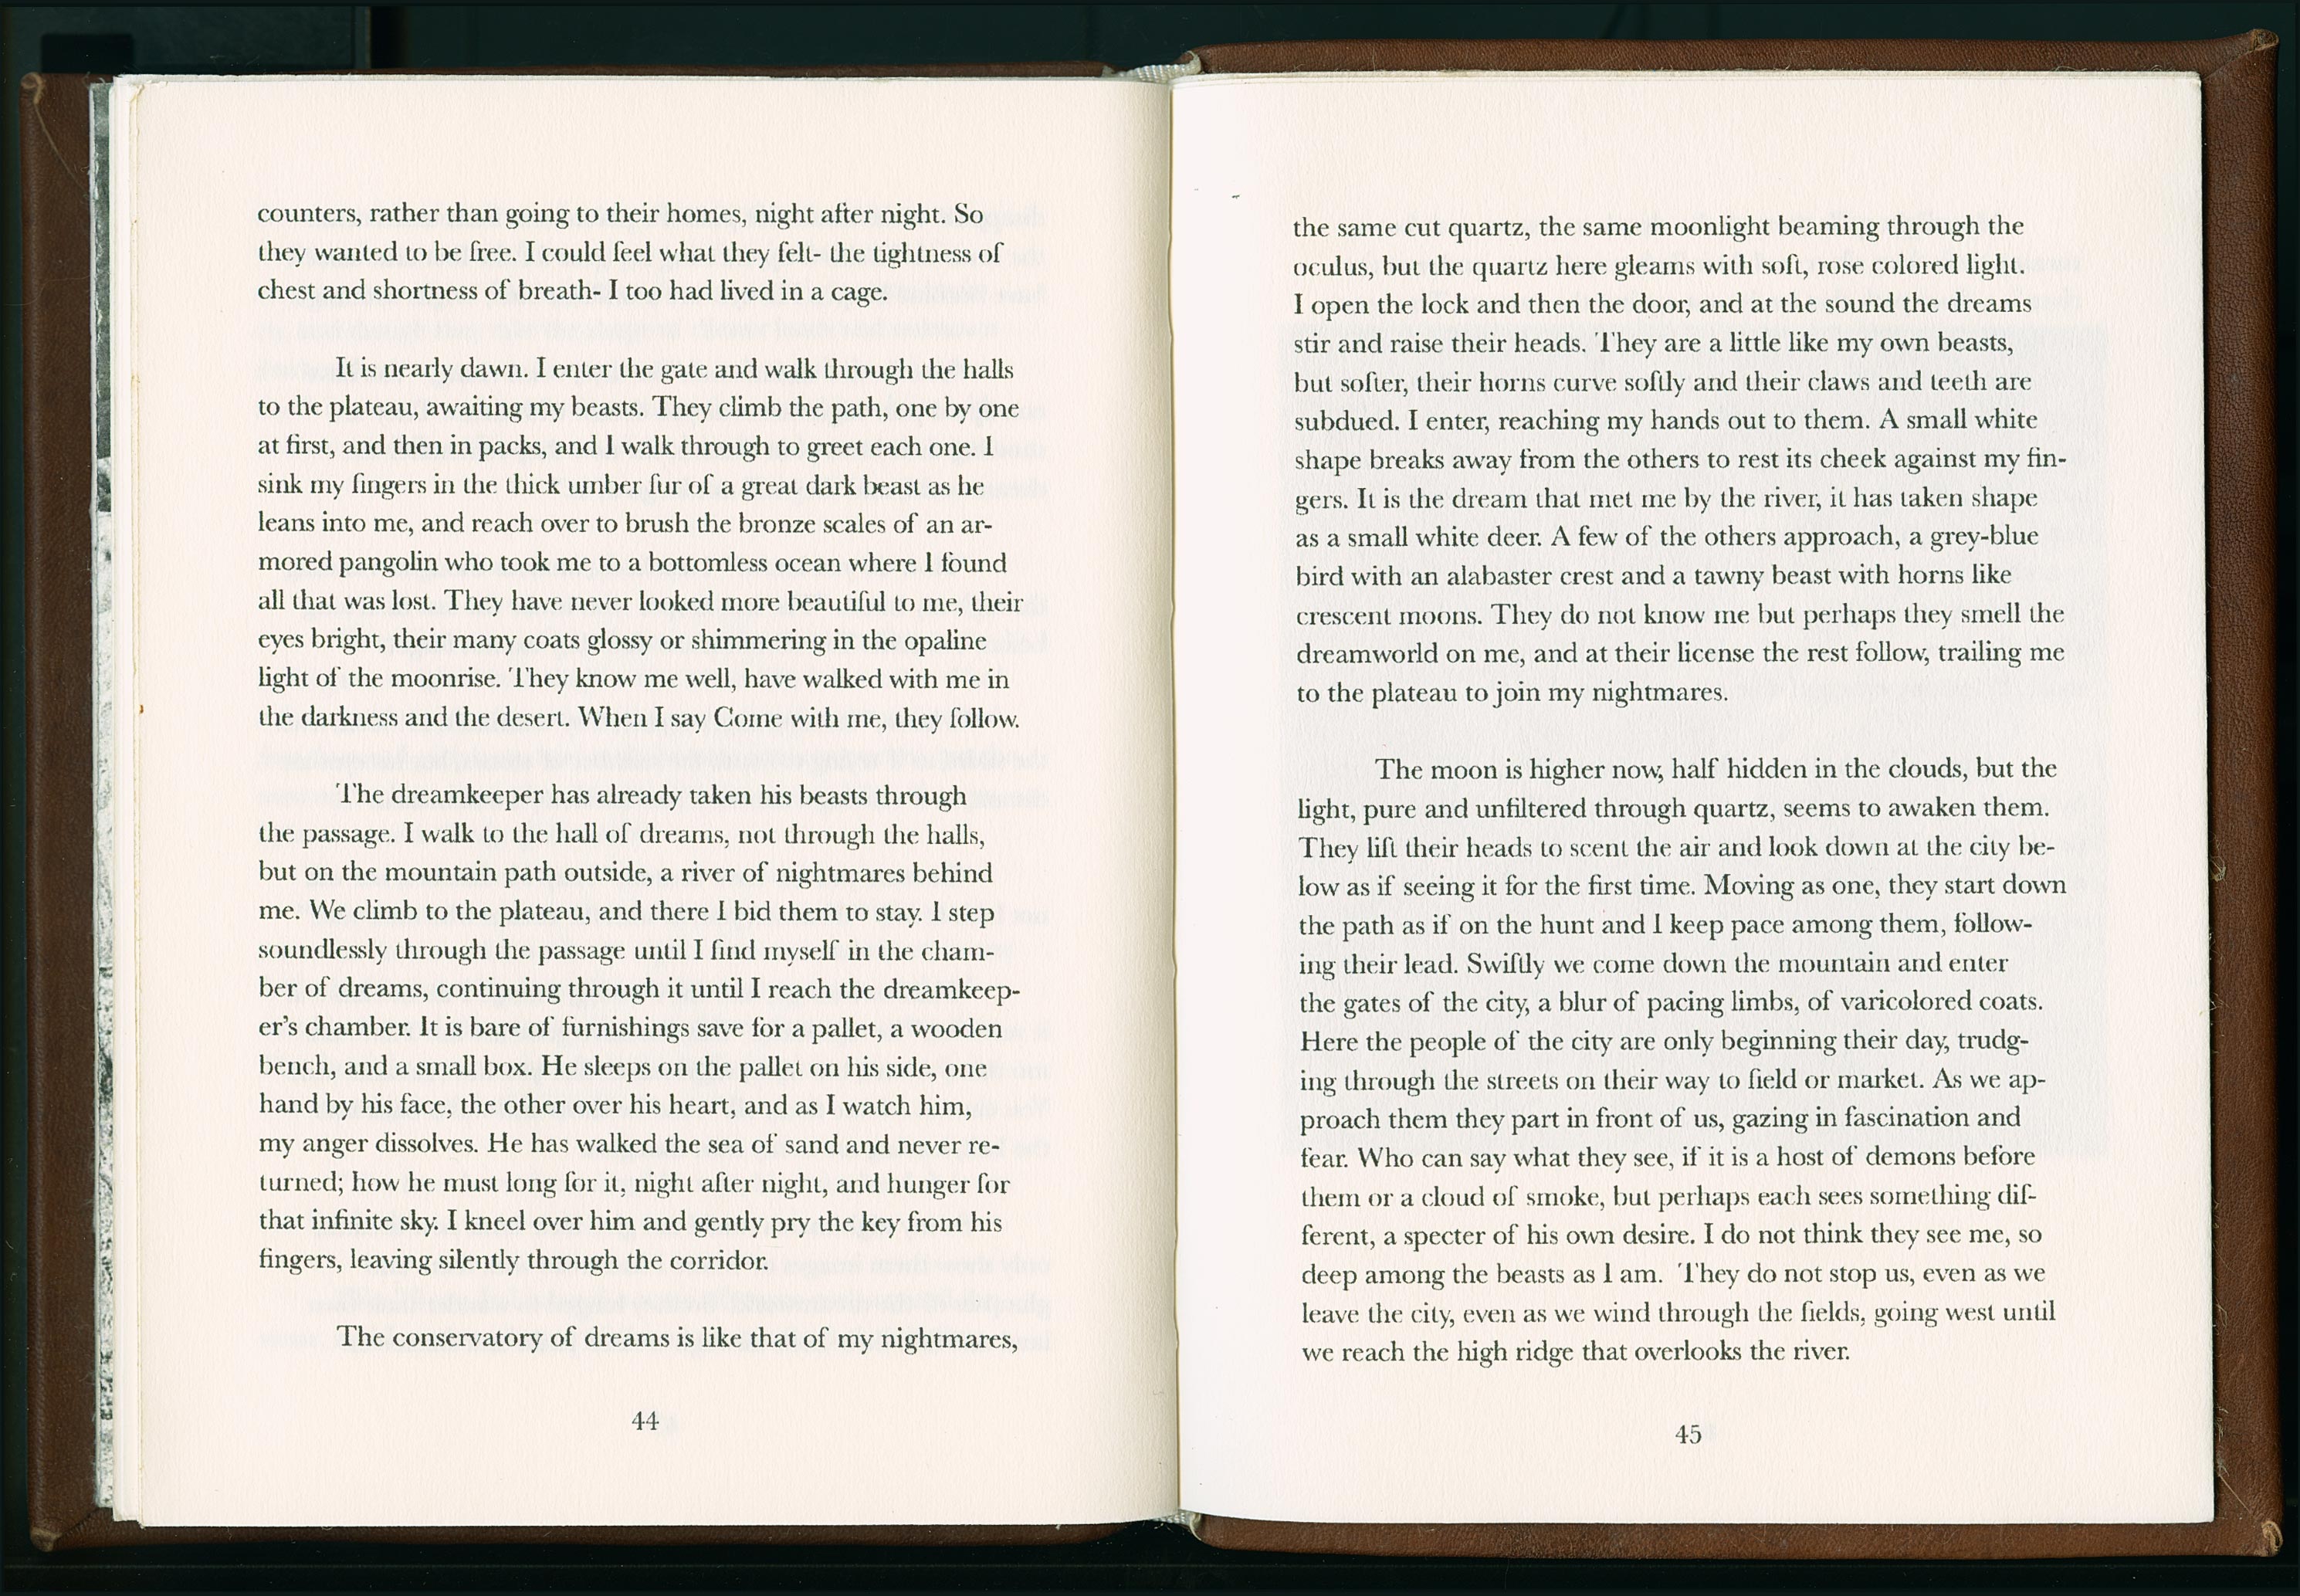 counters, rather than going to their homes, night after night. So
they wanted to be free. I could feel what they felt- the tightness of
chest and shortness of breath- I too had lived in a cage.
It is nearly dawn. I enter the gate and walk through the halls
to the plateau, awaiting my beasts. They climb the path, one by one
at first, and then in packs, and I walk through to greet each one. I
sink my fingers in the thick umber fur of a great dark beast as he
leans into me, and reach over to brush the bronze scales of an ar-
mored pangolin who took me to a bottomless ocean where I found
all that was lost. They have never looked more beautiful to me, their
eyes bright, their many coats glossy or shimmering in the opaline
light of the moonrise. They know me well, have walked with me in
the darkness and the desert. When I say Come with me, they follow.
The dreamkeeper has already taken his beasts through
the passage. I walk to the hall of dreams, not through the halls,
but on the mountain path outside, a river of nightmares behind
me. We climb to the plateau, and there I bid them to stay. I step
soundlessly through the passage until I find myself in the cham-
ber of dreams, continuing through it until I reach the dreamkeep-
er's chamber. It is bare of furnishings save for a pallet, a wooden
bench, and a small box. He sleeps on the pallet on his side, one
hand by his face, the other over his heart, and as I watch him,
my anger dissolves. He has walked the sea of sand and never re-
turned; how he must long for it, night after night, and hunger for
that infinite sky. I kneel over him and gently pry the key from his
fingers, leaving silently through the corridor.
The conservatory of dreams is like that of my nightmares,
44
the same cut quartz, the same moonlight beaming through the
oculus, but the quartz here gleams with soft, rose colored light.
I open the lock and then the door, and at the sound the dreams
stir and raise their heads. They are a little like my own beasts,
but softer, their horns curve softly and their claws and teeth are
subdued. I enter, reaching my hands out to them. A small white
shape breaks away from the others to rest its cheek against my fin-
gers. It is the dream that met me by the river, it has taken shape
as a small white deer. A few of the others approach, a grey-blue
bird with an alabaster crest and a tawny beast with horns like
crescent moons. They do not know me but perhaps they smell the
dreamworld on me, and at their license the rest follow, trailing me
to the plateau to join my nightmares.
The moon is higher now, half hidden in the clouds, but the
light, pure and unfiltered through quartz, seems to awaken them.
They lift their heads to scent the air and look down at the city be-
low as if seeing it for the first time. Moving as one, they start down
the path as if on the hunt and I keep pace among them, follow-
ing their lead. Swiftly we come down the mountain and enter
the gates of the city, a blur of pacing limbs, of varicolored coats.
Here the people of the city are only beginning their day, trudg-
ing through the streets on their way to field or market. As we ap-
proach them they part in front of us, gazing in fascination and
fear. Who can say what they see, if it is a host of demons before
them or a cloud of smoke, but perhaps each sees something dif-
ferent, a specter of his own desire. I do not think they see me, so
deep among the beasts as I am. They do not stop us, even as we
leave the city, even as we wind through the fields, going west until
we reach the high ridge that overlooks the river.
45